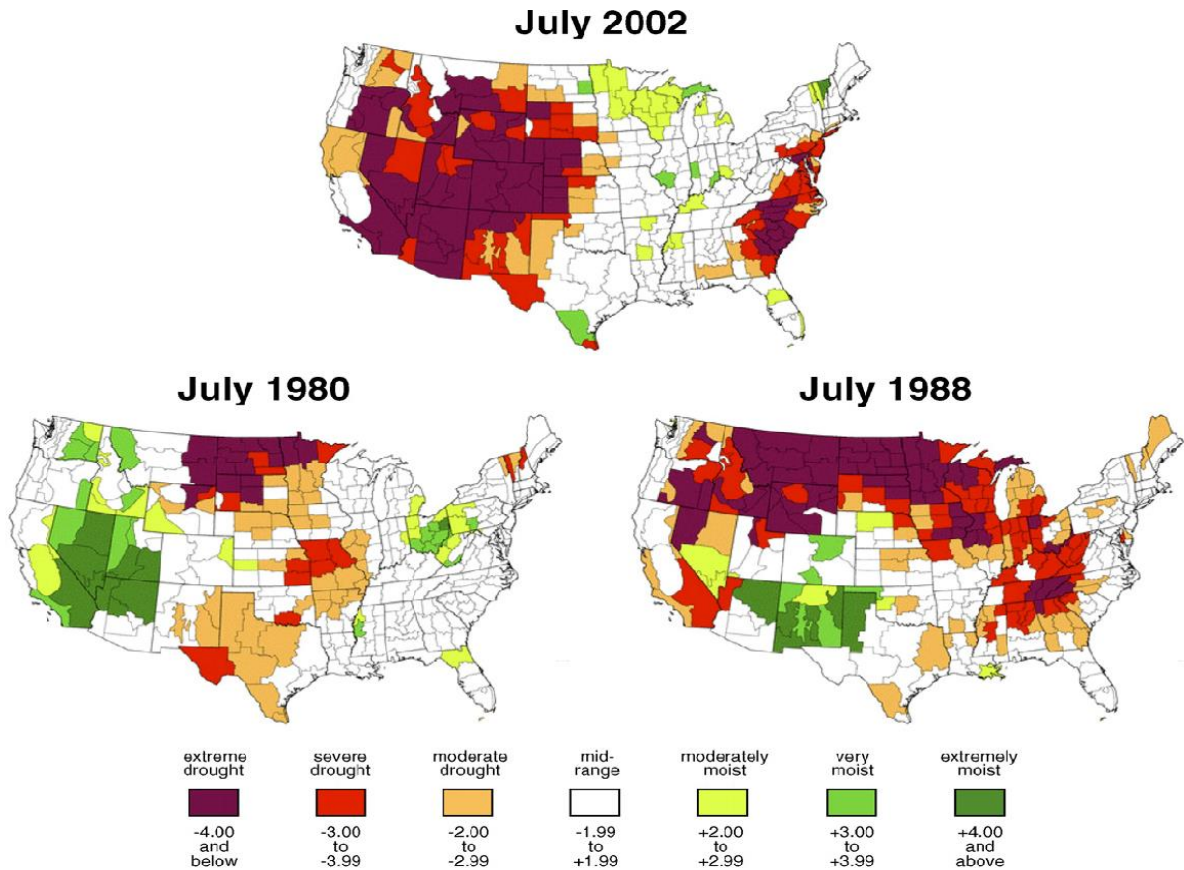 July 2002
July 1980
July 1988
extreme drought
severe drought
moderate drought
mid-range
moderately moist
very moist
extremely moist
-4.00 and below
-3.00 to -3.99
-2.00 to -2.99
-1.99 to +1.99
+2.00 to +2.99
+3.00 to +3.99
+4.00 and above